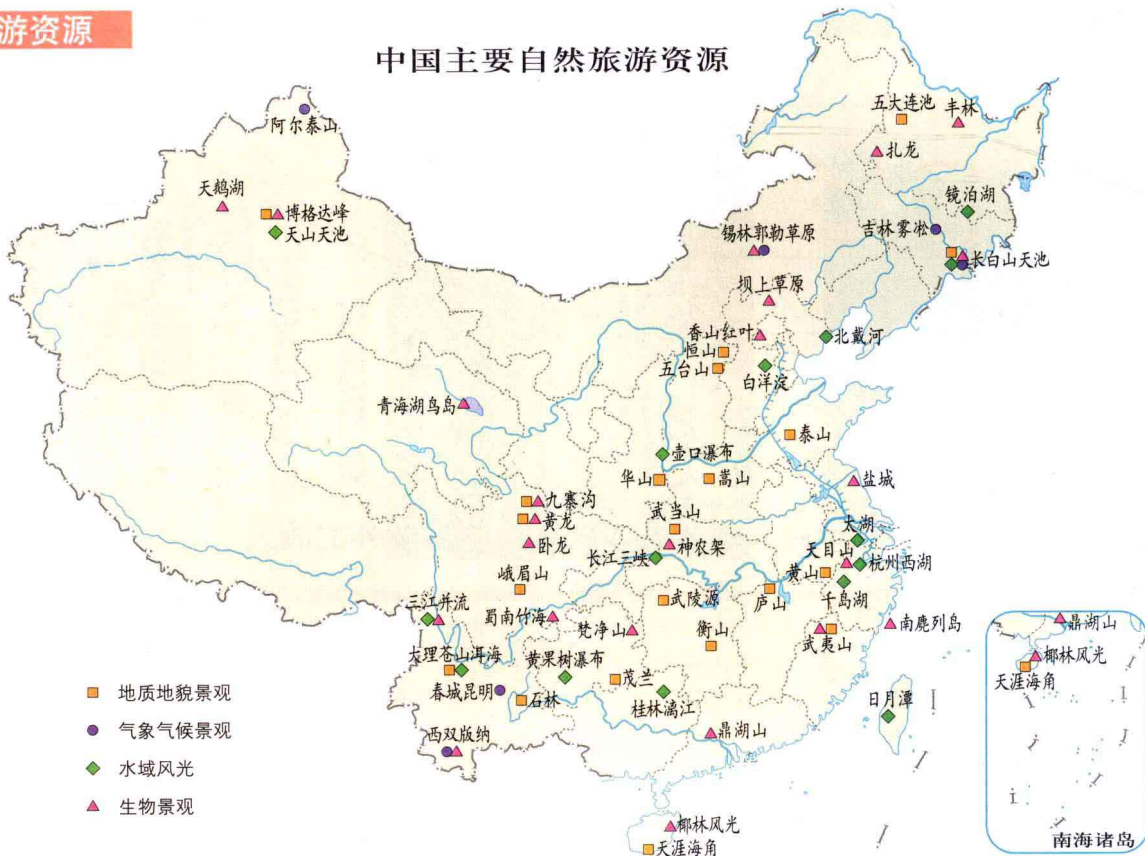 游资源
中国主要自然旅游资源
阿尔泰山
五大连池
丰林
扎龙
天鹅湖
博格达峰
天山天池
镜泊湖
吉林雾凇
锡林郭勒草原
长白山天池
坝上草原
香山红叶
北戴河
恒山
五台山
白洋淀
青海湖鸟岛
泰山
壶口瀑布
华山
嵩山
盐城
九寨沟
武当山
黄龙
太湖
卧龙
神农架
天目山
长江三峡
杭州西湖
峨眉山
黄山
武陵源
庐山
千岛湖
三江并流
蜀南竹海
梵净山
衡山
武夷山
南鹿列岛
鼎湖山
大理苍山洱海
黄果树瀑布
椰林风光
天涯海角
茂兰
春城昆明
石林
桂林漓江
日月潭
西双版纳
鼎湖山
地质地貌景观
气象气候景观
水域风光
生物景观
椰林风光
天涯海角
南海诸岛